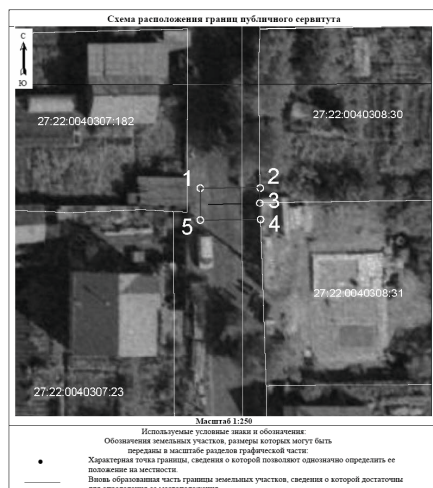 Схема расположения границ публичного сервитута
С
Ю
27:22:0040307:182
27:22:0040308:30
1
2
3
5
4
27:22:0040308:31
27:22:0040307:23
Масштаб 1:250
Используемые условные знаки и обозначения:
Обозначения земельных участков, размеры которых могут быть
переданы в масштабе разделов графической части:
Характерная точка границы, сведения о которой позволяют однозначно определить ее
положение на местности.
Вновь образованная часть границы земельных участков, сведения о которой достаточны